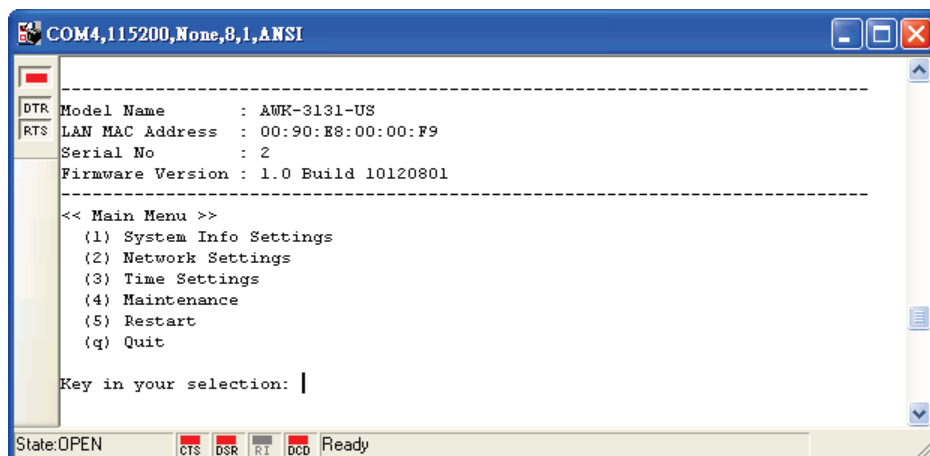 COM4,115200,None,8,1,ANSI
DTR
RTS
--------------------------------------------------------------------------------
Model Name       : AWK-3131-US
LAN MAC Address  : 00:90:E8:00:00:F9
Serial No        : 2
Firmware Version : 1.0 Build 10120801
--------------------------------------------------------------------------------
<< Main Menu >>
(1) System Info Settings
(2) Network Settings
(3) Time Settings
(4) Maintenance
(5) Restart
(q) Quit
Key in your selection:
State:OPEN CTS DSR RI DCD Ready